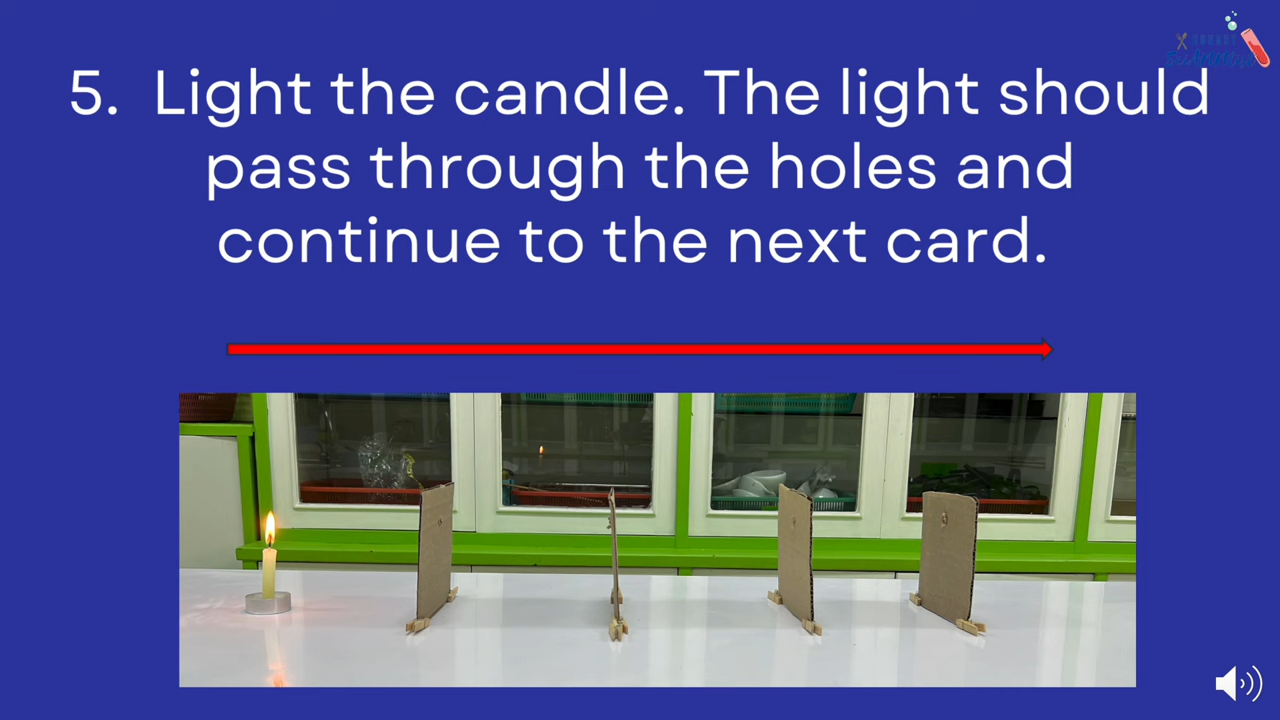 5. Light the candle. The light should
pass through the holes and
continue to the next card.